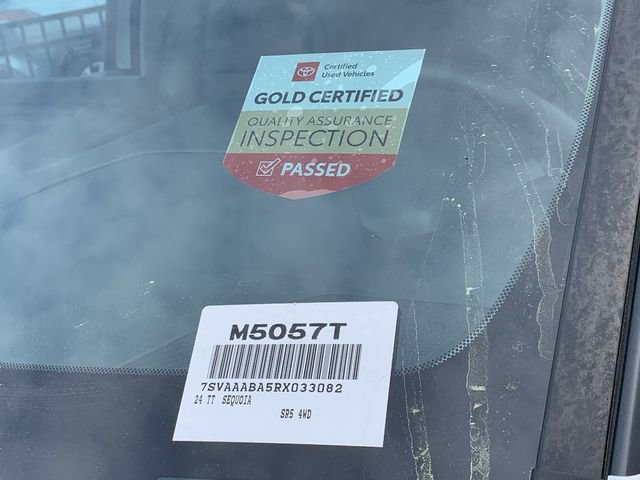 Certified
Used Vehicles
GOLD CERTIFIED
QUALITY ASSURANCE
INSPECTION
PASSED
M5057T
7SVAAABA5RX033082
24 TT SEQUOIA
SR5 4WD